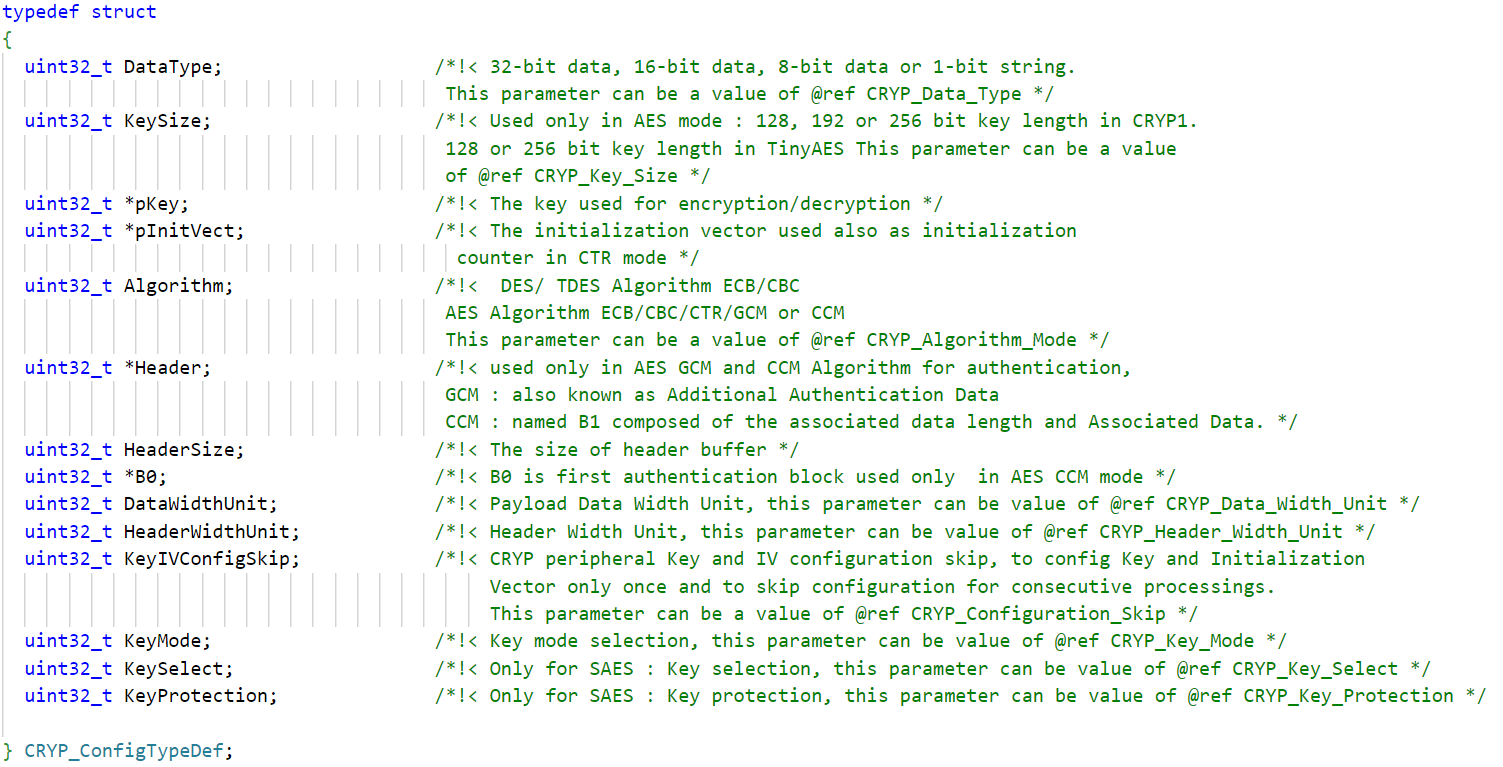 typedef struct
{
uint32_t DataType; /*!< 32-bit data, 16-bit data, 8-bit data or 1-bit string.
This parameter can be a value of @ref CRYP_Data_Type */
uint32_t KeySize; /*!< Used only in AES mode : 128, 192 or 256 bit key length in CRYP1.
128 or 256 bit key length in TinyAES This parameter can be a value
of @ref CRYP_Key_Size */
uint32_t *pKey; /*!< The key used for encryption/decryption */
uint32_t *pInitVect; /*!< The initialization vector used also as initialization
counter in CTR mode */
uint32_t Algorithm; /*!<  DES/ TDES Algorithm ECB/CBC
AES Algorithm ECB/CBC/CTR/GCM or CCM
This parameter can be a value of @ref CRYP_Algorithm_Mode */
uint32_t *Header; /*!< used only in AES GCM and CCM Algorithm for authentication,
GCM : also known as Additional Authentication Data
CCM : named B1 composed of the associated data length and Associated Data. */
uint32_t HeaderSize; /*!< The size of header buffer */
uint32_t *B0; /*!< B0 is first authentication block used only  in AES CCM mode */
uint32_t DataWidthUnit; /*!< Payload Data Width Unit, this parameter can be value of @ref CRYP_Data_Width_Unit */
uint32_t HeaderWidthUnit; /*!< Header Width Unit, this parameter can be value of @ref CRYP_Header_Width_Unit */
uint32_t KeyIVConfigSkip; /*!< CRYP peripheral Key and IV configuration skip, to config Key and Initialization
Vector only once and to skip configuration for consecutive processings.
This parameter can be a value of @ref CRYP_Configuration_Skip */
uint32_t KeyMode; /*!< Key mode selection, this parameter can be value of @ref CRYP_Key_Mode */
uint32_t KeySelect; /*!< Only for SAES : Key selection, this parameter can be value of @ref CRYP_Key_Select */
uint32_t KeyProtection; /*!< Only for SAES : Key protection, this parameter can be value of @ref CRYP_Key_Protection */
} CRYP_ConfigTypeDef;